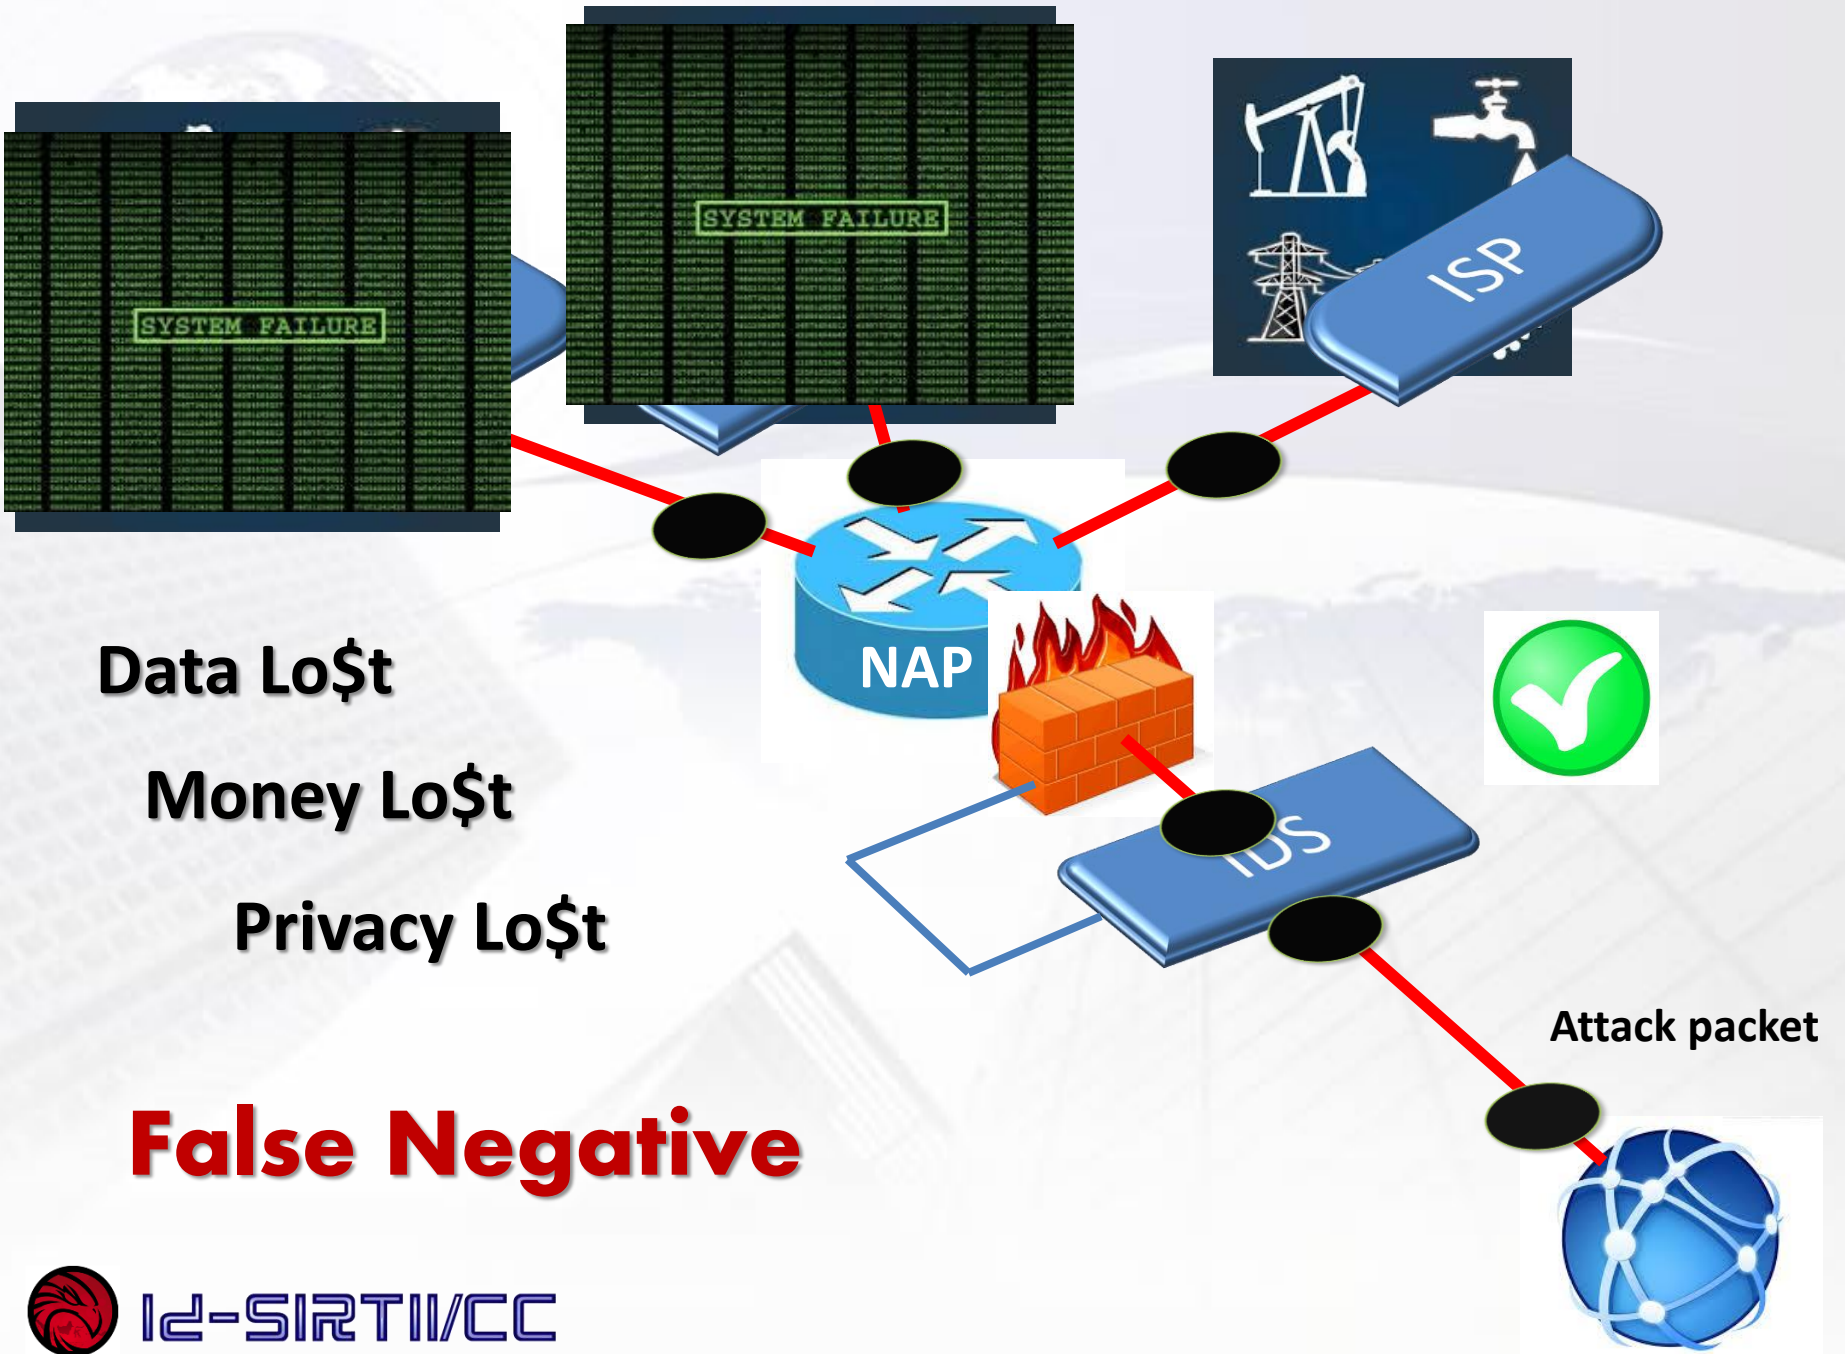 SYSTEM FAILURE
SYSTEM FAILURE
ISP
NAP
Data Lo$t
Money Lo$t
IDS
Privacy Lo$t
Attack packet
False Negative
Id-SIRTII/CC